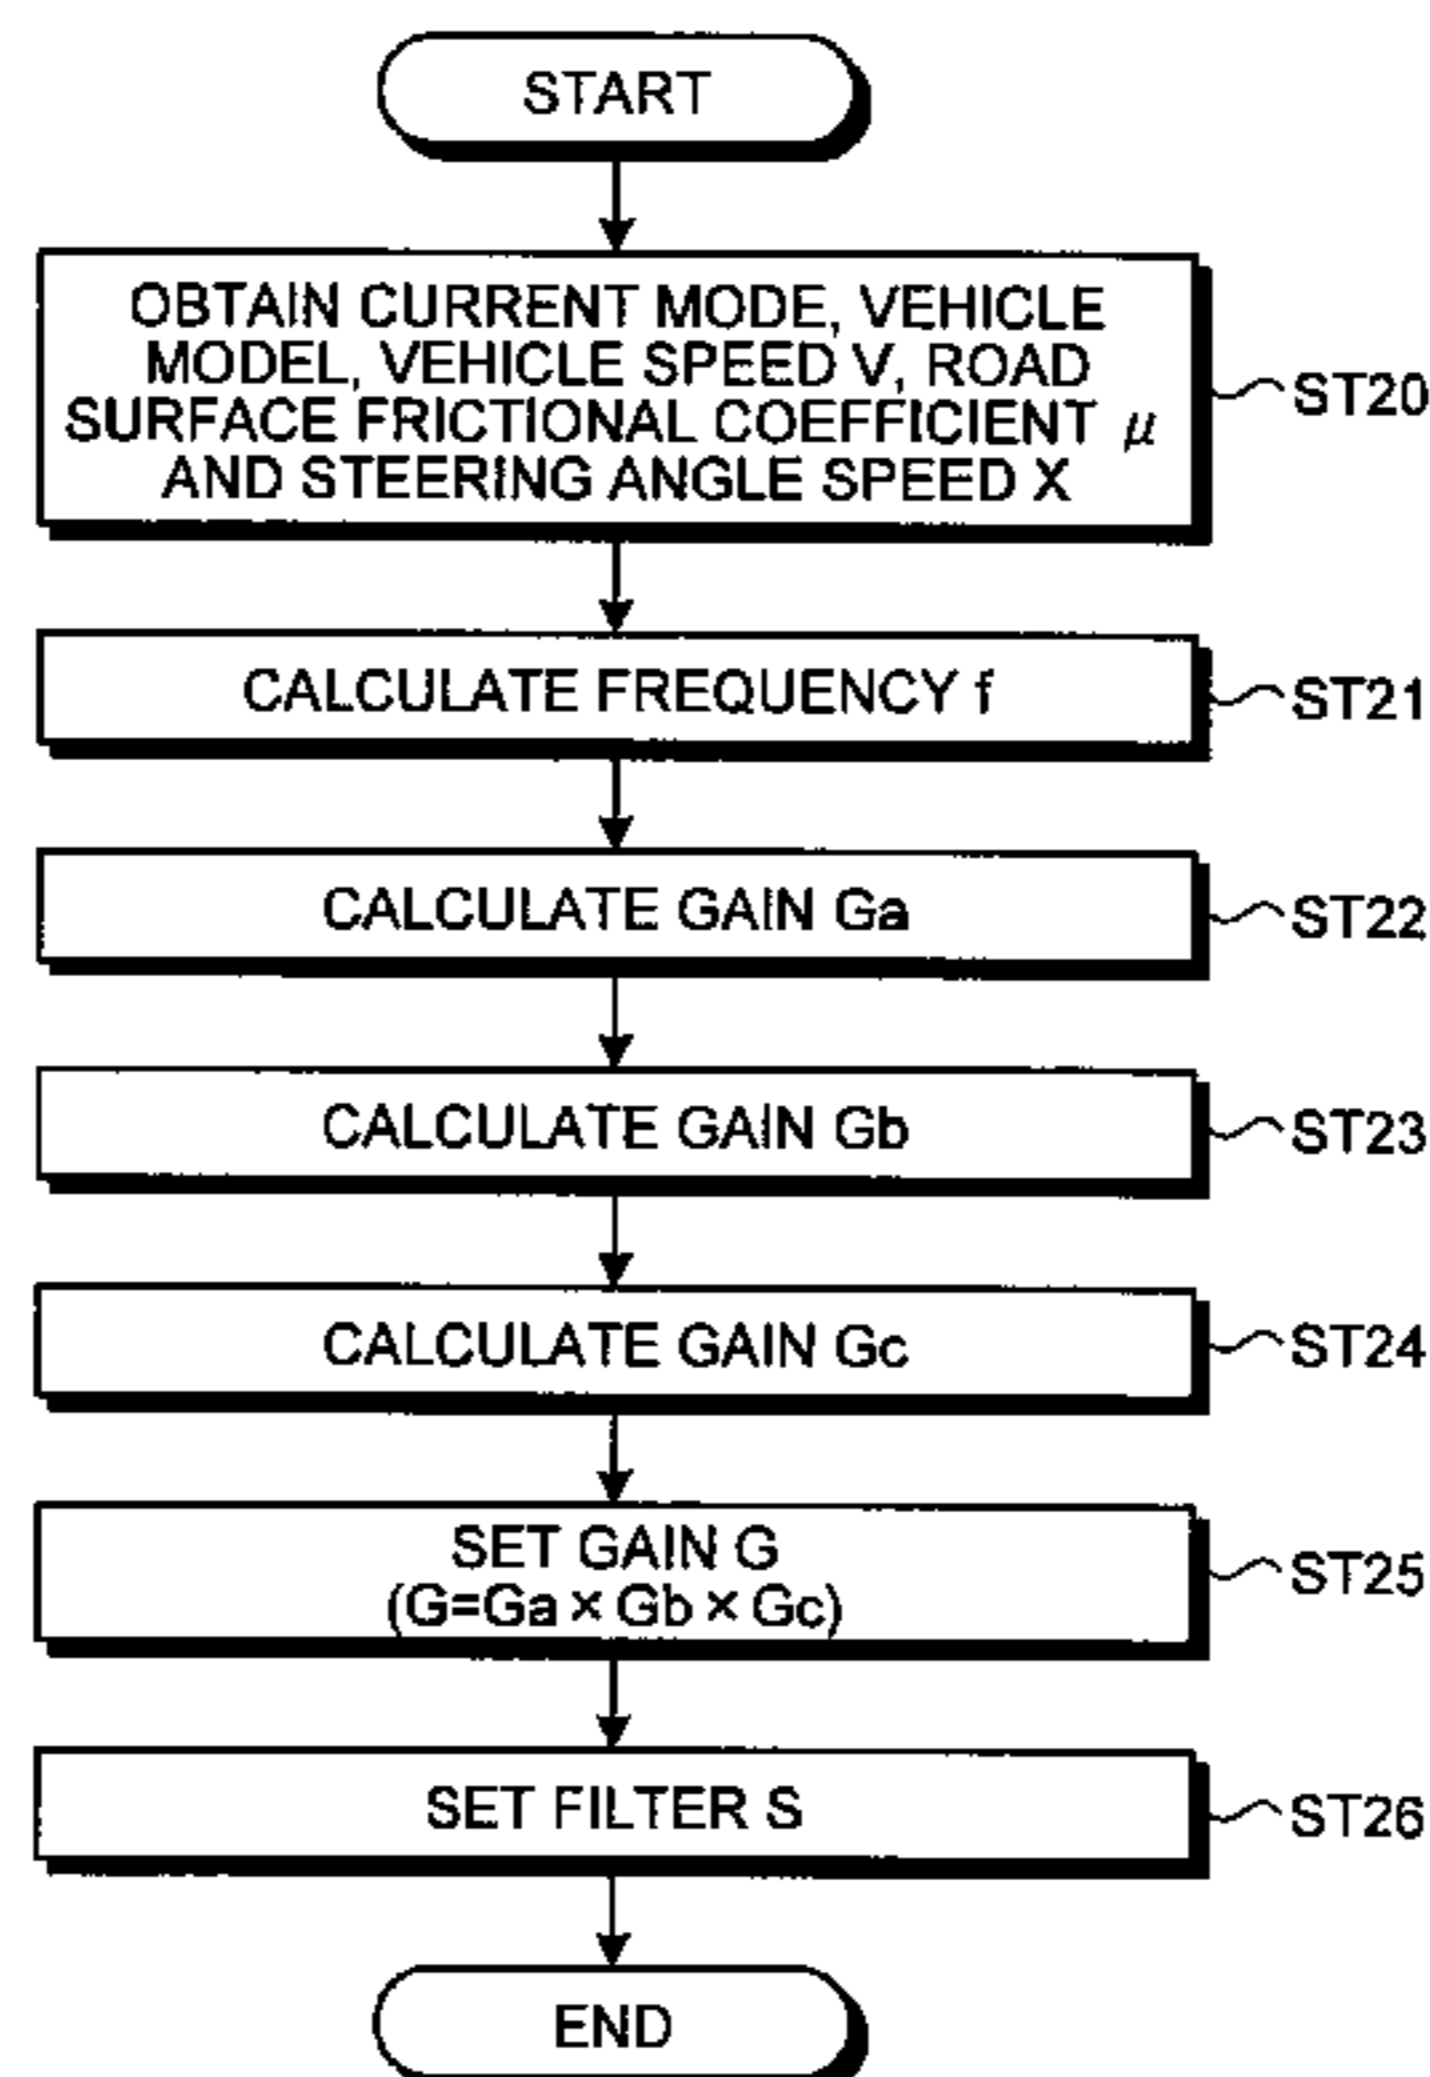 START
OBTAIN CURRENT MODE, VEHICLE
MODEL, VEHICLE SPEED V, ROAD
SURFACE FRICTIONAL COEFFICIENT μ
AND STEERING ANGLE SPEED X
ST20
CALCULATE FREQUENCY f
ST21
CALCULATE GAIN Ga
ST22
CALCULATE GAIN Gb
ST23
CALCULATE GAIN Gc
ST24
SET GAIN G
(G=Ga×Gb×Gc)
ST25
SET FILTER S
ST26
END